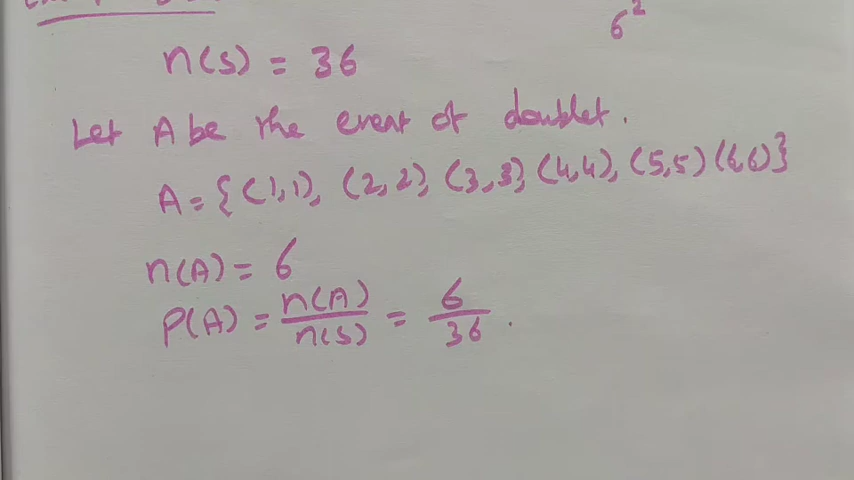 6²
n(s) = 36
Let A be the event of doublet.
A = {(1,1), (2,2), (3,3), (4,4), (5,5) (6,6)}
n(A) = 6
P(A) = n(A)/n(s) = 6/36.